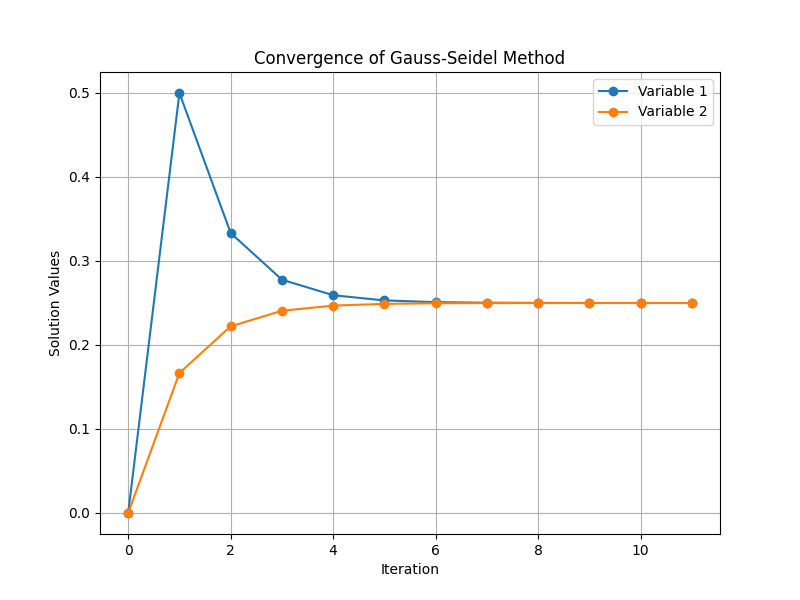 Convergence of Gauss-Seidel Method
Variable 1
Variable 2
0.5
0.4
0.3
0.2
0.1
0.0
Solution Values
0 2 4 6 8 10
Iteration